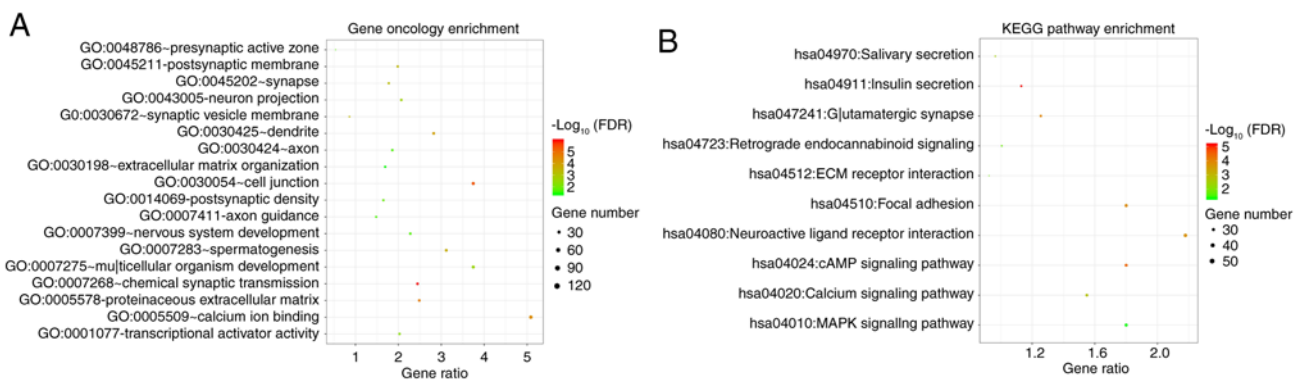 A
Gene oncology enrichment
GO:0048786~presynaptic active zone
GO:0045211-postsynaptic membrane
GO:0045202~synapse
GO:0043005-neuron projection
G0:0030672~synaptic vesicle membrane
GO:0030425~dendrite
GO:0030424~axon
GO:0030198~extracellular matrix organization
GO:0030054~cell junction
GO:0014069-postsynaptic density
GO:0007411-axon guidance
GO:0007399~nervous system development
GO:0007283~spermatogenesis
GO:0007275~mu|ticellular organism development
GO:0007268~chemical synaptic transmission
GO:0005578-proteinaceous extracellular matrix
GO:0005509~calcium ion binding
GO:0001077-transcriptional activator activity
1 2 3 4 5
Gene ratio
-Log10 (FDR)
5
4
3
2
Gene number
30
60
90
120
B
KEGG pathway enrichment
hsa04970:Salivary secretion
hsa04911:Insulin secretion
hsa047241:G|utamatergic synapse
hsa04723:Retrograde endocannabinoid signaling
hsa04512:ECM receptor interaction
hsa04510:Focal adhesion
hsa04080:Neuroactive ligand receptor interaction
hsa04024:cAMP signaling pathway
hsa04020:Calcium signaling pathway
hsa04010:MAPK signallng pathway
1.2 1.6 2.0
Gene ratio
-Log10 (FDR)
5
4
3
2
Gene number
30
40
50